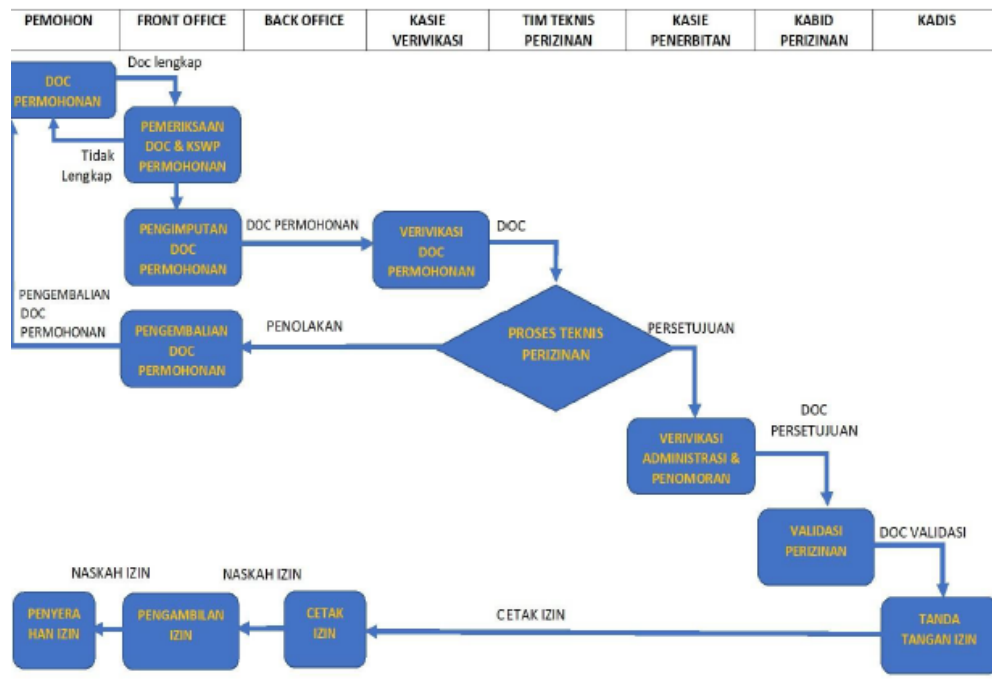 PEMOHON
FRONT OFFICE
BACK OFFICE
KASIE
VERIVIKASI
TIM TEKNIS
PERIZINAN
KASIE
PENERBITAN
KABID
PERIZINAN
KADIS
Doc lengkap
DOC
PERMOHONAN
PEMERIKSAAN
DOC & KSWP
PERMOHONAN
Tidak
Lengkap
PENGIMPUTAN
DOC
PERMOHONAN
DOC PERMOHONAN
VERIVIKASI
DOC
PERMOHONAN
DOC
PENGEMBALIAN
DOC
PERMOHONAN
PENGEMBALIAN
DOC
PERMOHONAN
PENOLAKAN
PROSES TEKNIS
PERIZINAN
PERSETUJUAN
VERIVIKASI
ADMINISTRASI &
PENOMORAN
DOC
PERSETUJUAN
VALIDASI
PERIZINAN
DOC VALIDASI
NASKAH IZIN
NASKAH IZIN
PENYERA
HAN IZIN
PENGAMBILAN
IZIN
CETAK
IZIN
CETAK IZIN
TANDA
TANGAN IZIN